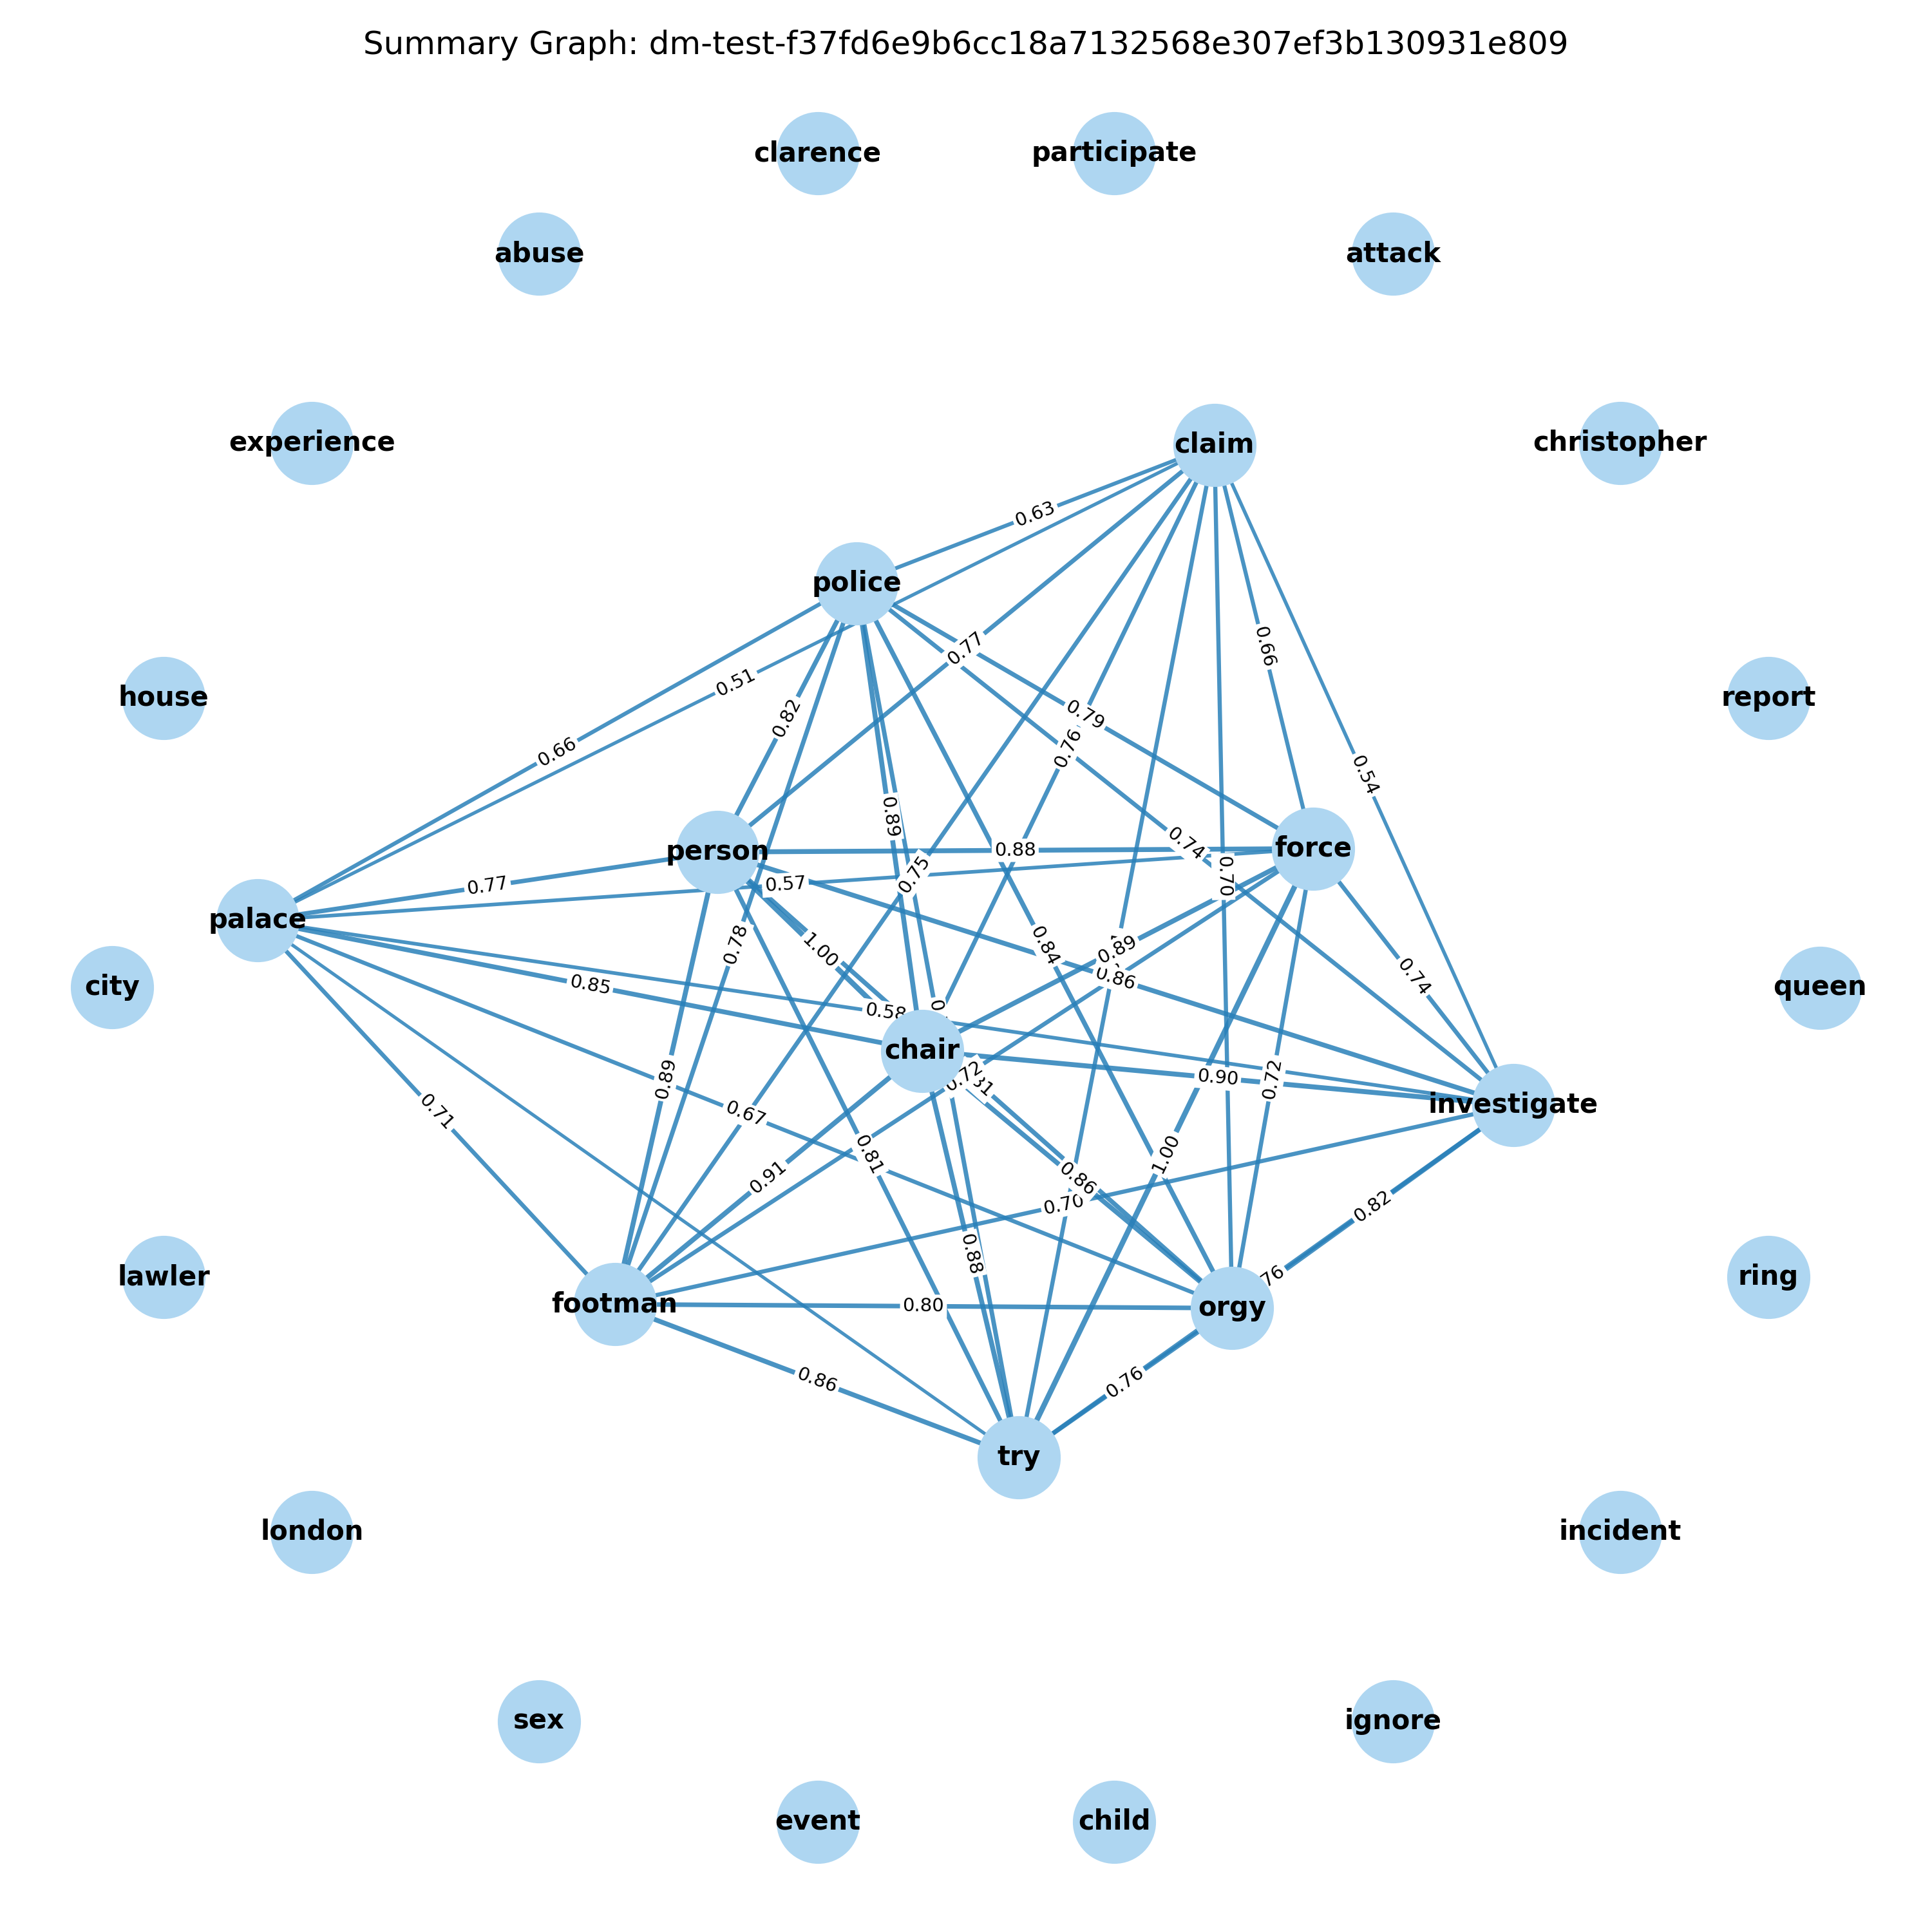 Summary Graph: dm-test-f37fd6e9b6cc18a7132568e307ef3b130931e809
clarence
participate
abuse
attack
experience
claim
christopher
0.63
police
0.77
0.66
0.51
house
report
0.82
0.79
0.76
0.66
0.54
0.89
0.74
person
0.88
force
0.75
0.70
0.57
palace
0.78
1.00
0.84
0.89
0.86
0.74
city
0.85
0.58
queen
chair
0.72
0.90
0.72
0.89
investigate
0.71
0.67
0.81
1.00
0.91
0.86
0.70
0.82
lawler
0.88
ring
footman
0.80
orgy
0.86
0.76
try
london
incident
sex
ignore
event
child